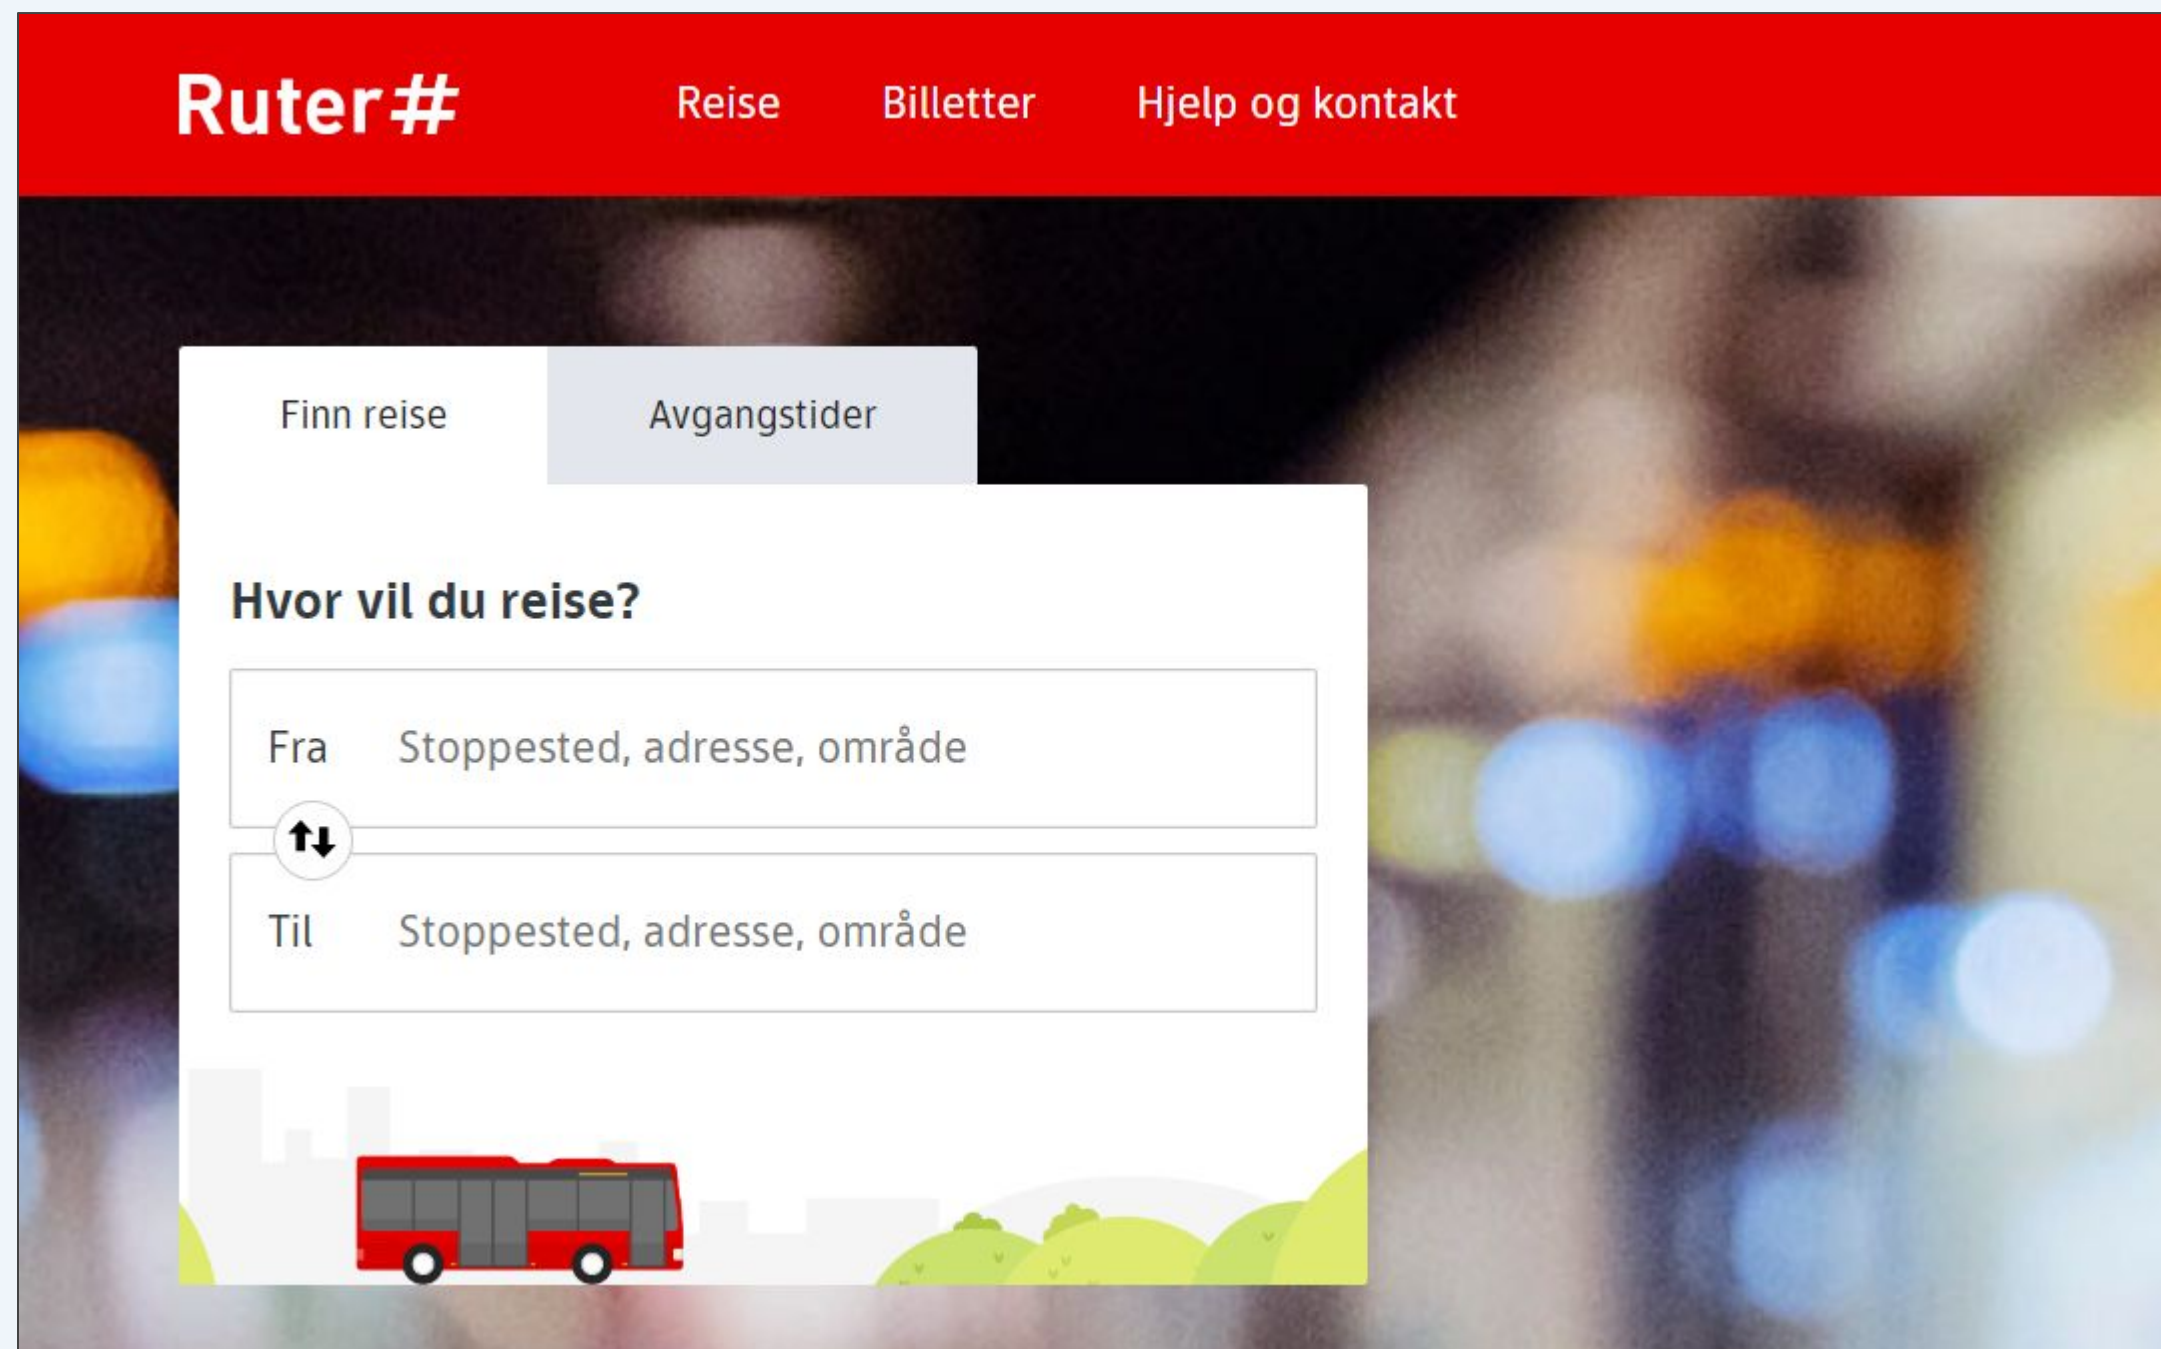 Ruter#
Reise Billetter Hjelp og kontakt
Finn reise Avgangstider
Hvor vil du reise?
Fra Stoppested, adresse, område
Til Stoppested, adresse, område